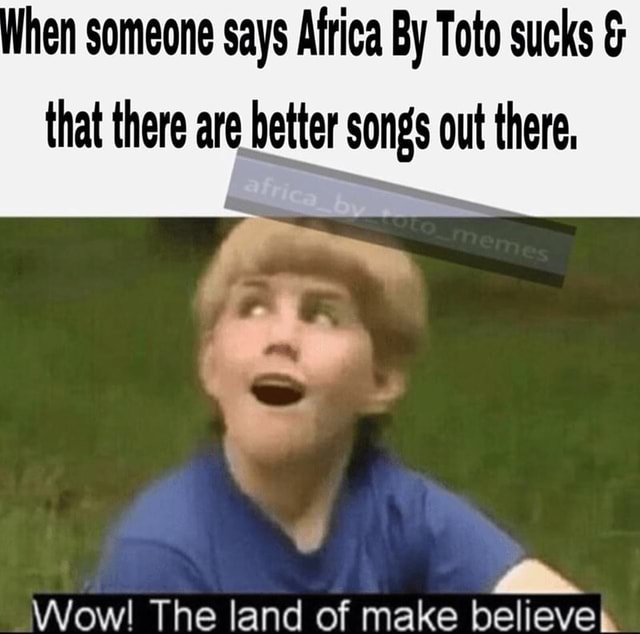 When someone says Africa By Toto sucks &
that there are better songs out there.
africa_by_toto_memes
Wow! The land of make believe